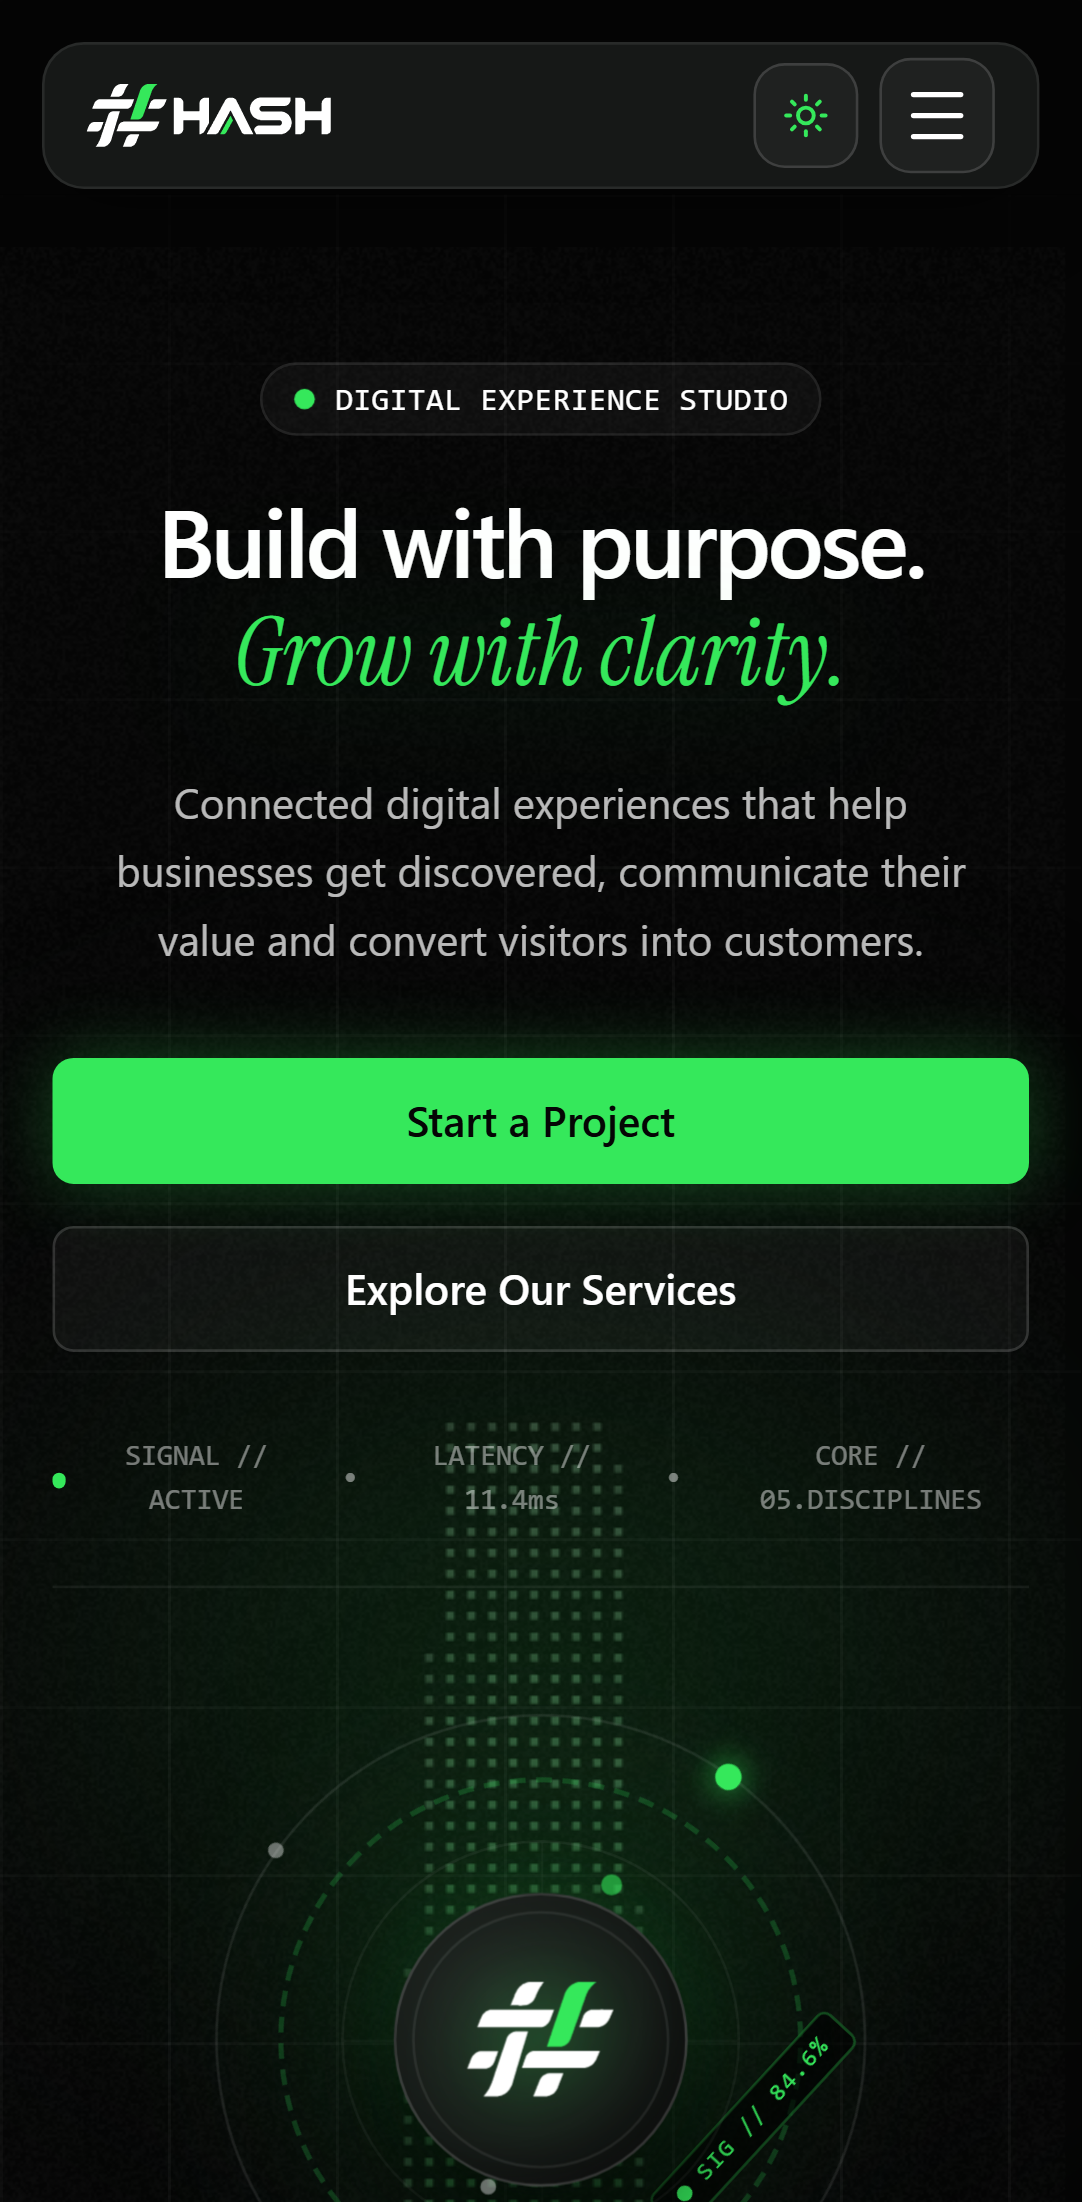 HASH
DIGITAL EXPERIENCE STUDIO
Build with purpose.
Grow with clarity.
Connected digital experiences that help
businesses get discovered, communicate their
value and convert visitors into customers.
Start a Project
Explore Our Services
SIGNAL //
ACTIVE
LATENCY //
11.4ms
CORE //
05.DISCIPLINES
SIG // 84.6%